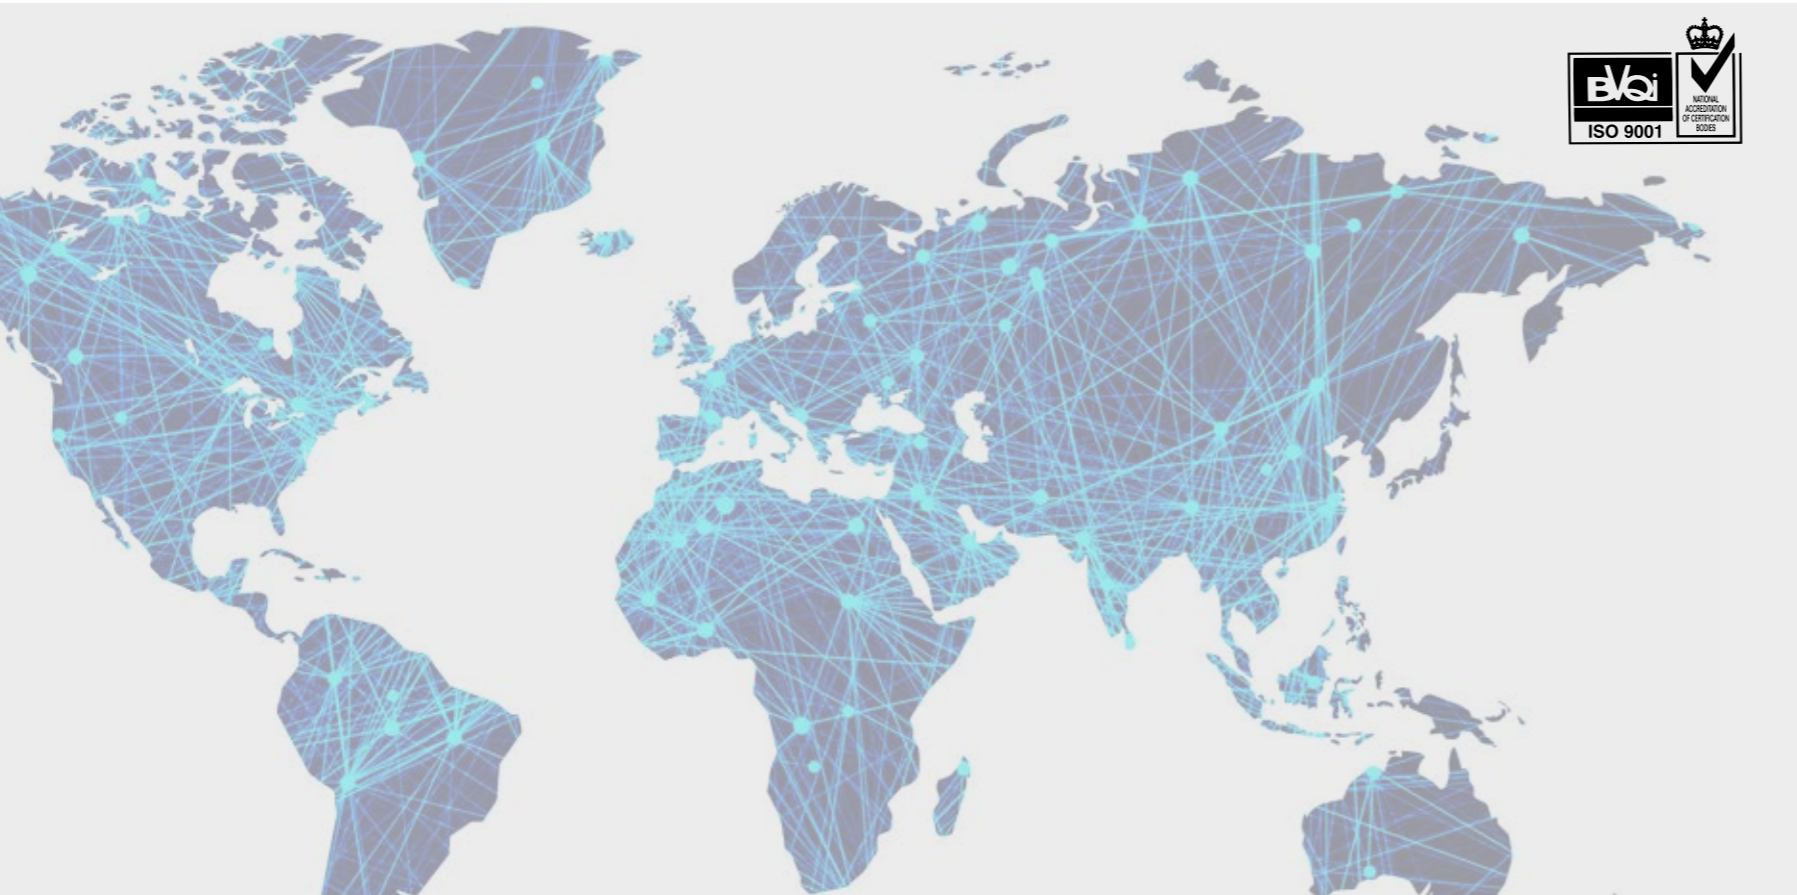 BVQi
ISO 9001
NATIONAL
ACCREDITATION
OF CERTIFICATION
BODIES